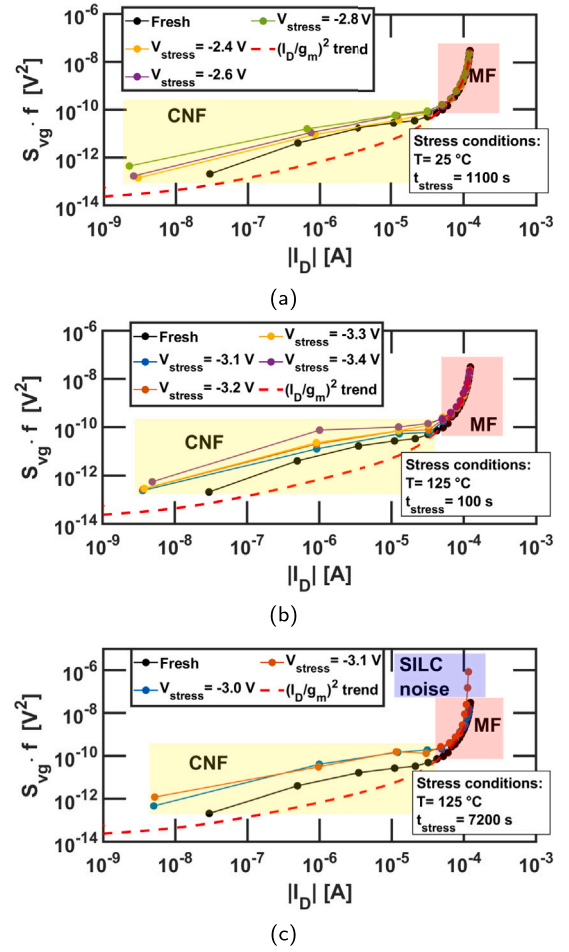 Fresh
V_stress= -2.8 V
V_stress= -2.4 V
(I_D/g_m)^2 trend
V_stress= -2.6 V
CNF
MF
Stress conditions:
T= 25 °C
t_stress = 1100 s
10^-6
10^-8
10^-10
10^-12
10^-14
S_vg · f [V^2]
10^-9 10^-8 10^-7 10^-6 10^-5 10^-4 10^-3
|I_D| [A]
(a)
Fresh
V_stress= -3.3 V
V_stress= -3.1 V
V_stress= -3.4 V
V_stress= -3.2 V
(I_D/g_m)^2 trend
CNF
MF
Stress conditions:
T= 125 °C
t_stress = 100 s
10^-6
10^-8
10^-10
10^-12
10^-14
S_vg · f [V^2]
10^-9 10^-8 10^-7 10^-6 10^-5 10^-4 10^-3
|I_D| [A]
(b)
Fresh
V_stress= -3.1 V
V_stress= -3.0 V
(I_D/g_m)^2 trend
SILC
noise
CNF
MF
Stress conditions:
T= 125 °C
t_stress = 7200 s
10^-6
10^-8
10^-10
10^-12
10^-14
S_vg · f [V^2]
10^-9 10^-8 10^-7 10^-6 10^-5 10^-4 10^-3
|I_D| [A]
(c)